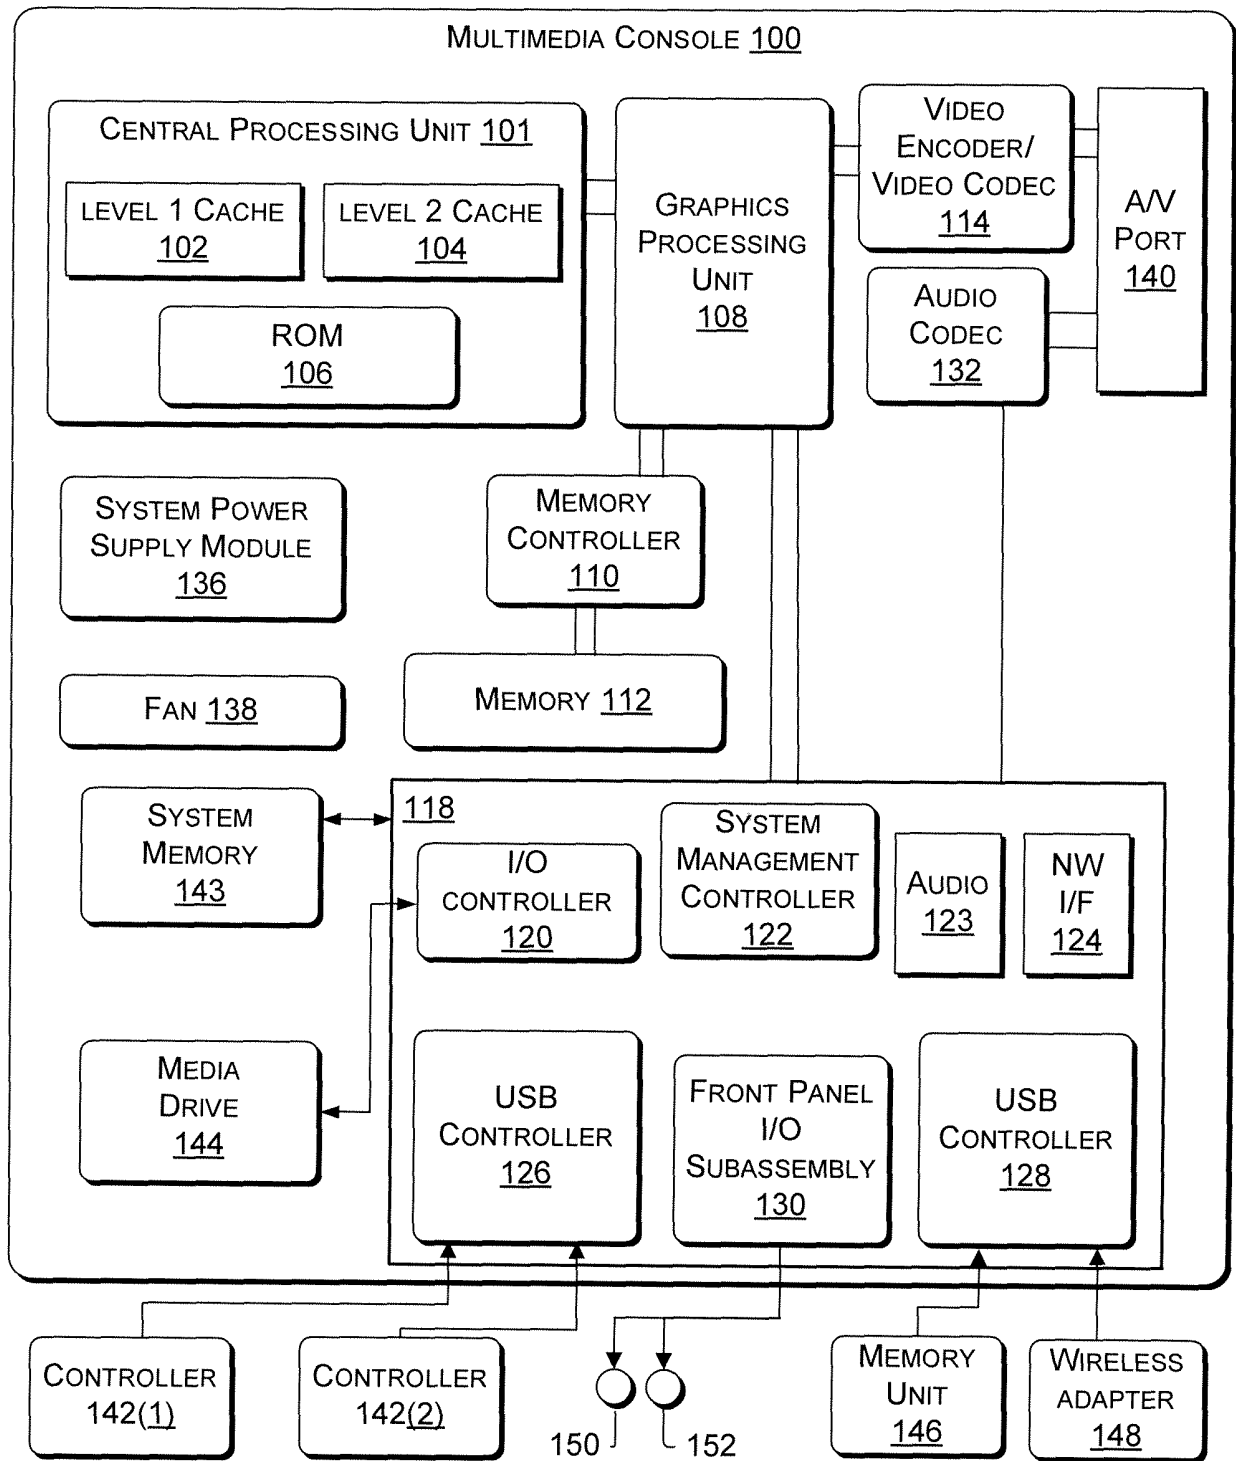 MULTIMEDIA CONSOLE 100
CENTRAL PROCESSING UNIT 101
LEVEL 1 CACHE
102
LEVEL 2 CACHE
104
ROM
106
GRAPHICS
PROCESSING
UNIT
108
VIDEO
ENCODER/
VIDEO CODEC
114
A/V
PORT
140
AUDIO
CODEC
132
SYSTEM POWER
SUPPLY MODULE
136
MEMORY
CONTROLLER
110
FAN 138
MEMORY 112
SYSTEM
MEMORY
143
118
I/O
CONTROLLER
120
SYSTEM
MANAGEMENT
CONTROLLER
122
AUDIO
123
NW
I/F
124
MEDIA
DRIVE
144
USB
CONTROLLER
126
FRONT PANEL
I/O
SUBASSEMBLY
130
USB
CONTROLLER
128
CONTROLLER
142(1)
CONTROLLER
142(2)
150
152
MEMORY
UNIT
146
WIRELESS
ADAPTER
148